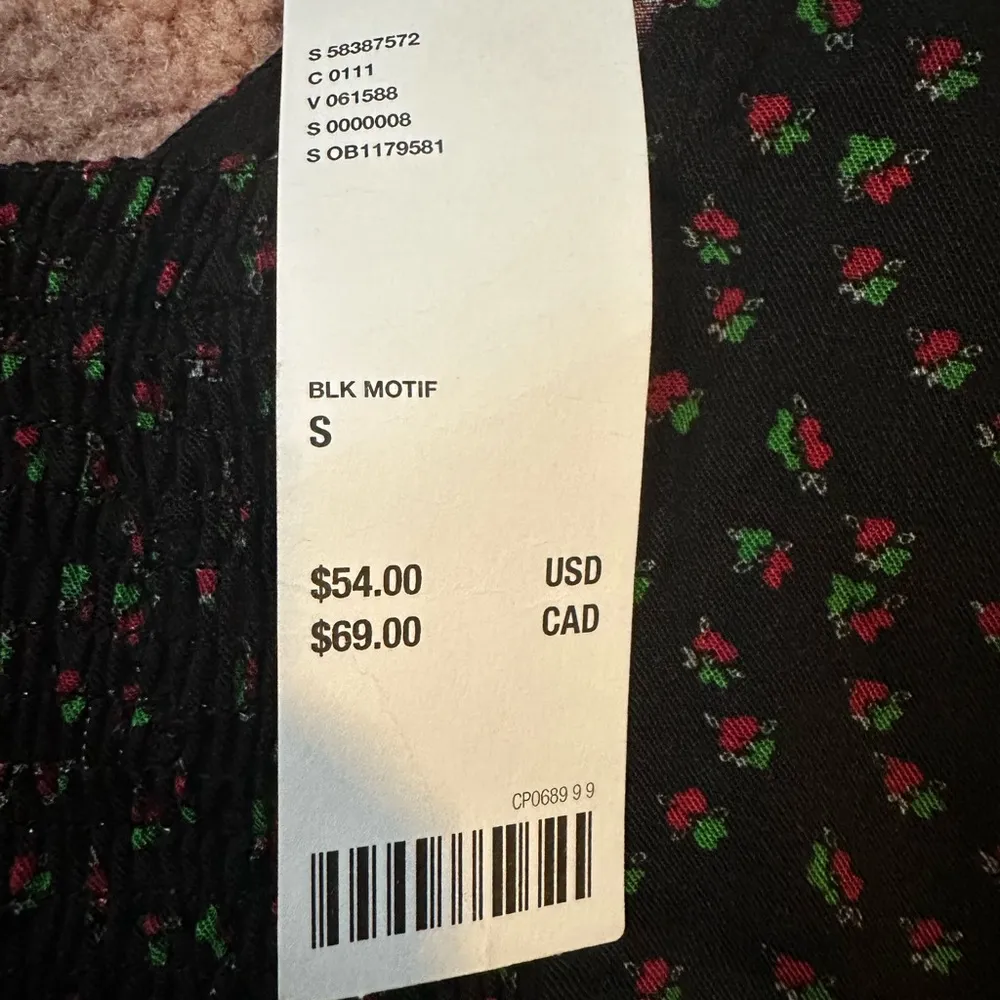 S 58387572
C 0111
V 061588
S 0000008
S OB1179581
BLK MOTIF
S
$54.00 USD
$69.00 CAD
CP0689 9 9